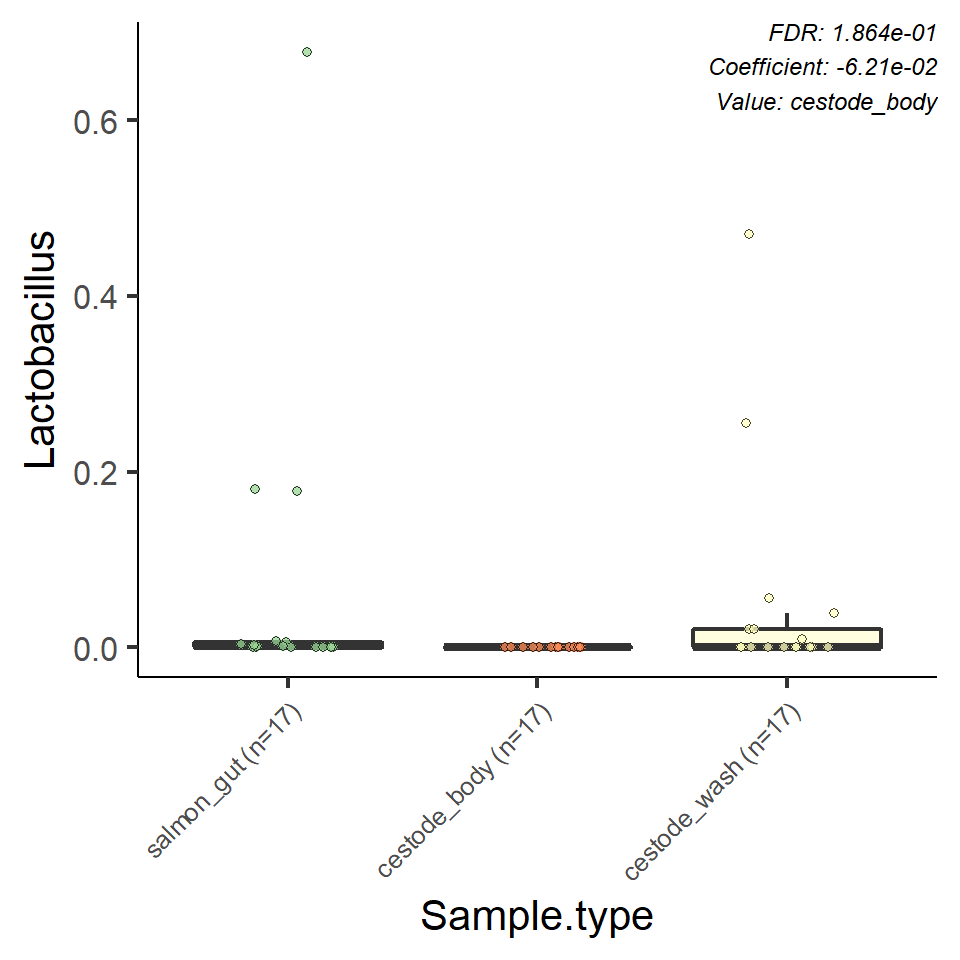 FDR: 1.864e-01
Coefficient: -6.21e-02
Value: cestode_body
Lactobacillus
0.6
0.4
0.2
0.0
salmon_gut (n=17)
cestode_body (n=17)
cestode_wash (n=17)
Sample.type